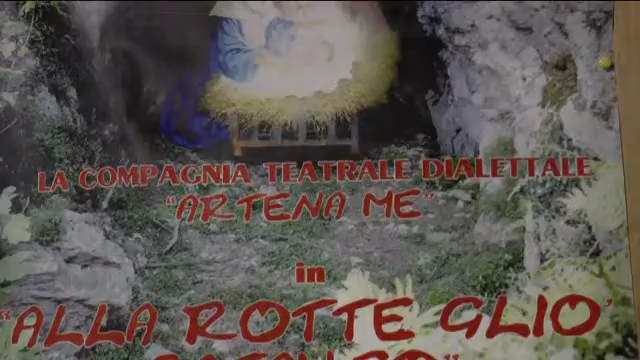 LA COMPAGNIA TEATRALE DIALETTALE
"ARTENA ME"
in
"ALLA ROTTE GLIO'